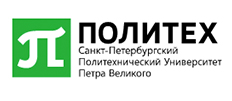 ПОЛИТЕХ
Санкт-Петербургский
Политехнический Университет
Петра Великого